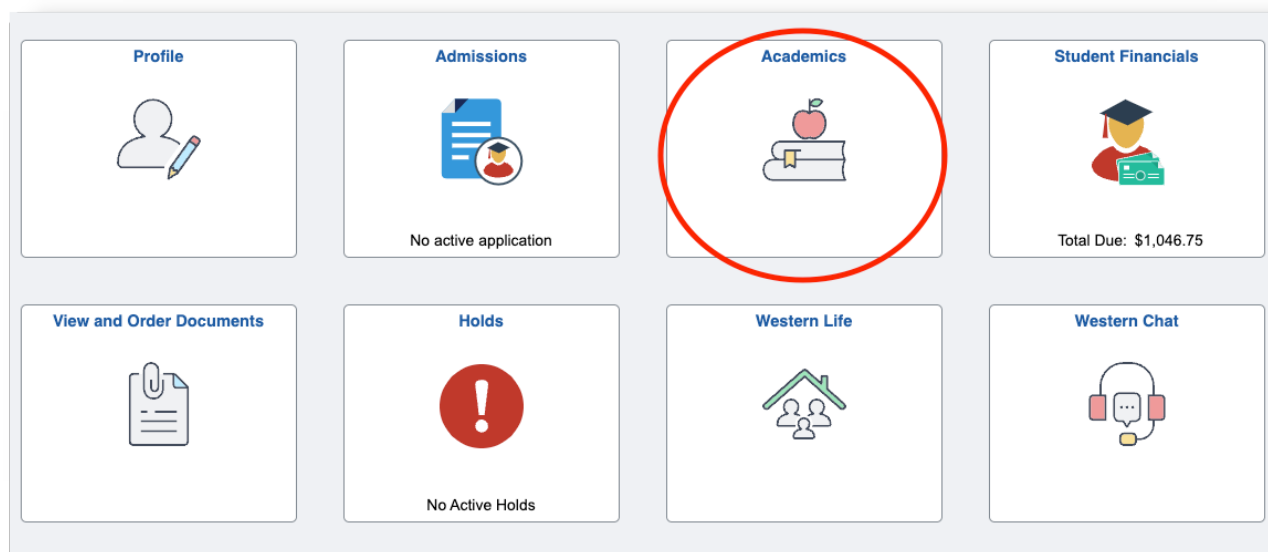 Profile
Admissions
Academics
Student Financials
No active application
Total Due: $1,046.75
View and Order Documents
Holds
Western Life
Western Chat
No Active Holds